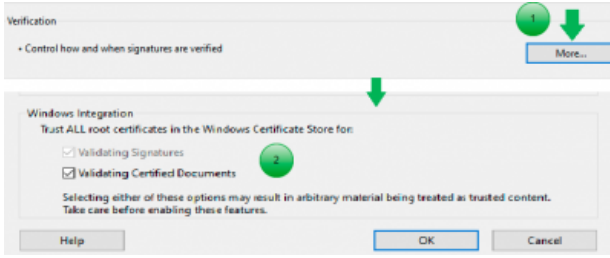 Verification
1
• Control how and when signatures are verified
More...
Windows Integration
Trust ALL root certificates in the Windows Certificate Store for:
Validating Signatures
2
Validating Certified Documents
Selecting either of these options may result in arbitrary material being treated as trusted content.
Take care before enabling these features.
Help
OK
Cancel